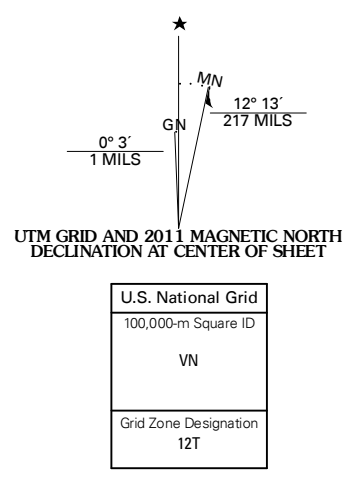 MN
GN
12° 13´
217 MILS
0° 3´
1 MILS
UTM GRID AND 2011 MAGNETIC NORTH
DECLINATION AT CENTER OF SHEET
U.S. National Grid
100,000-m Square ID
VN
Grid Zone Designation
12T